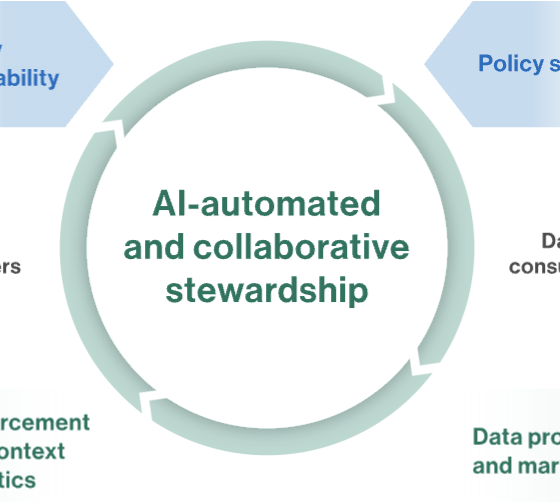 ability
Policy s
AI-automated
and collaborative
stewardship
ers
Da
consu
rcement
ontext
tics
Data pro
and mar